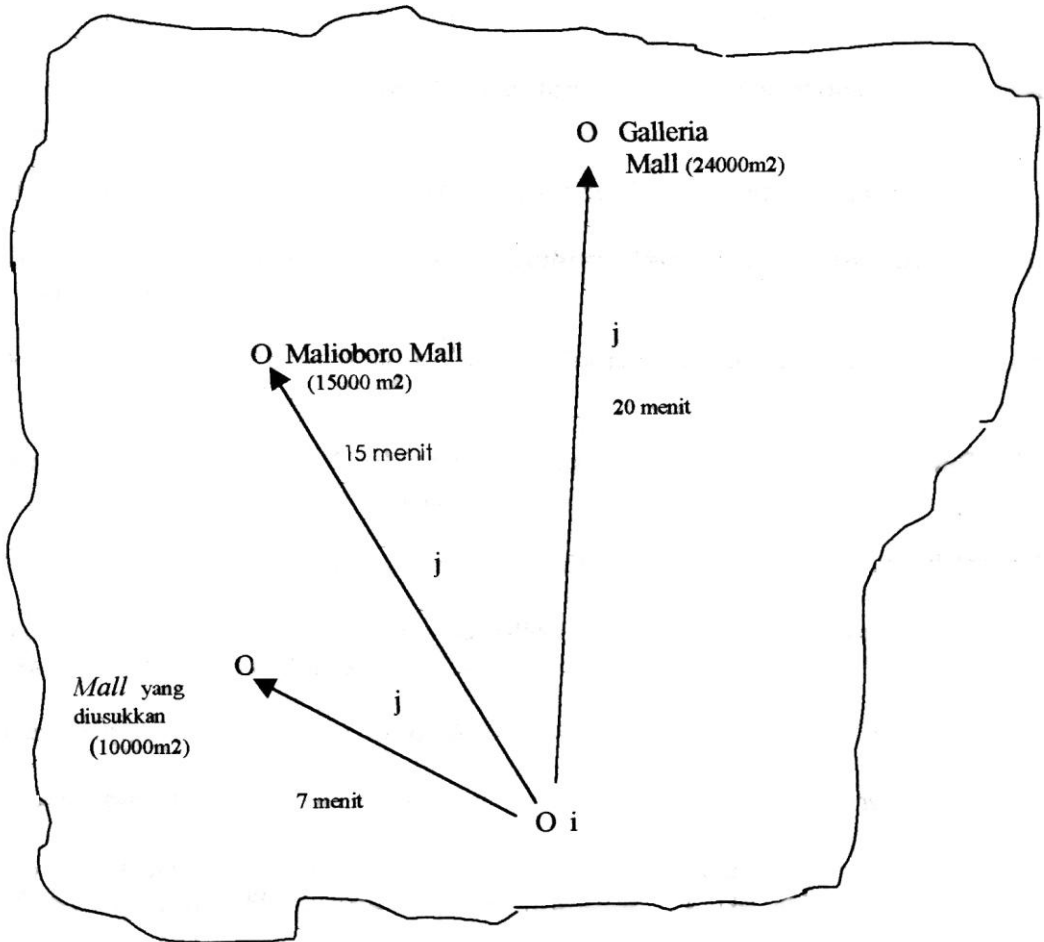 O Galleria
Mall (24000m2)
j
20 menit
O Malioboro Mall
(15000 m2)
15 menit
j
O
Mall yang
diusukkan
(10000m2)
j
7 menit
O i